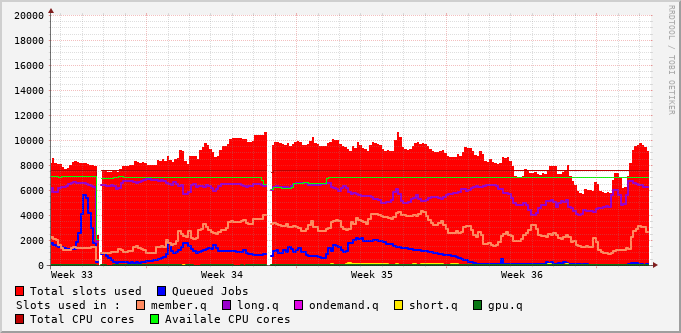 20000
18000
16000
14000
12000
10000
8000
6000
4000
2000
0
Week 33 Week 34 Week 35 Week 36
Total slots used Queued Jobs
Slots used in : member.q long.q ondemand.q short.q gpu.q
Total CPU cores Availale CPU cores
RRDTOOL / TOBI OETIKER